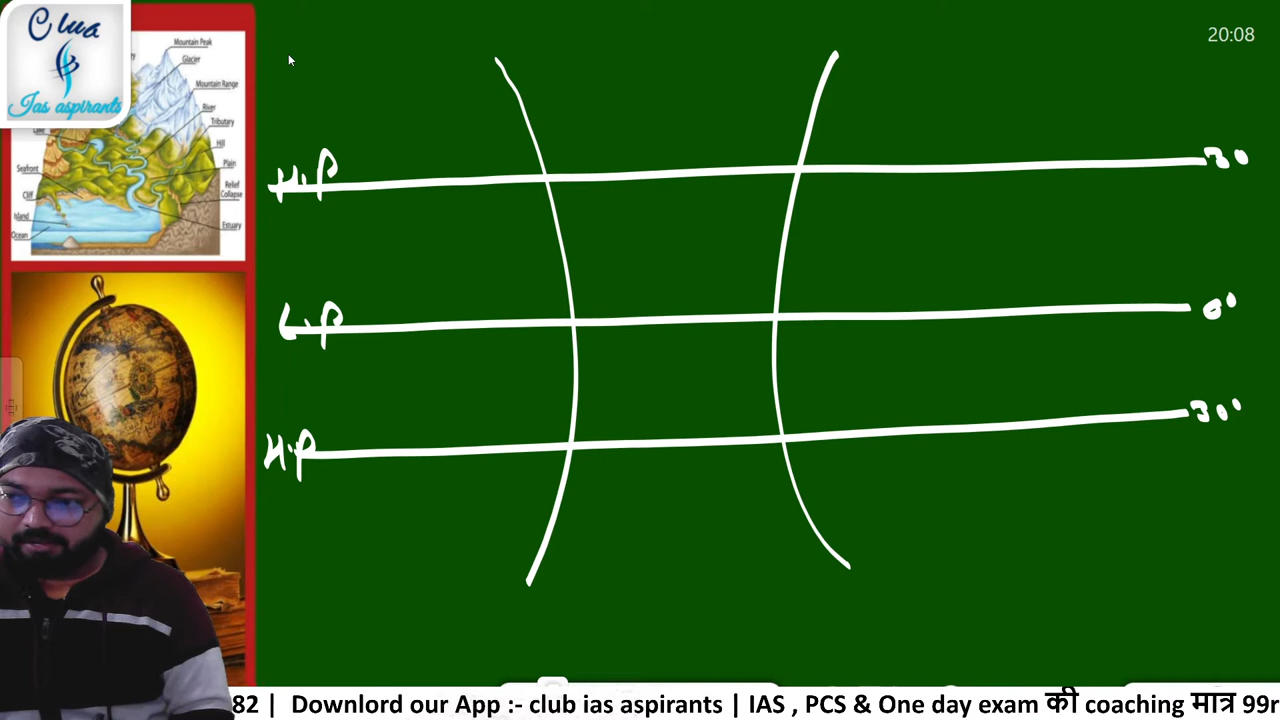 Clua
Ias aspirants
20:08
Mountain Peak
Glacier
Mountain Range
River
Tributary
Hill
Lake
Plain
Seafront
Relief
Collapse
Cliff
Island
Estuary
Ocean
H.P
30°
L.P
0°
H.P
30°
82 | Downlord our App :- club ias aspirants | IAS , PCS & One day exam की coaching मात्र 99r